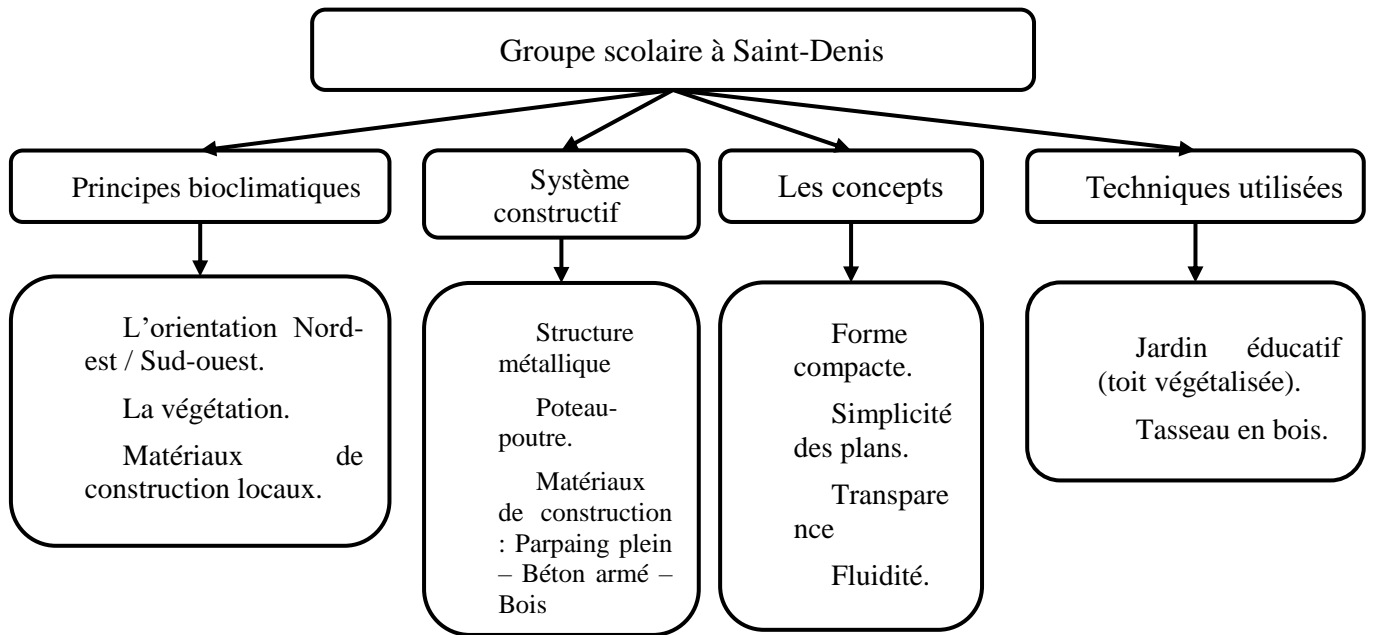 Groupe scolaire à Saint-Denis
Principes bioclimatiques
Système
constructif
Les concepts
Techniques utilisées
L’orientation Nord-
est / Sud-ouest.
La végétation.
Matériaux de
construction locaux.
Structure
métallique
Poteau-
poutre.
Matériaux
de construction
: Parpaing plein
– Béton armé –
Bois
Forme
compacte.
Simplicité
des plans.
Transpare
nce
Fluidité.
Jardin éducatif
(toit végétalisée).
Tasseau en bois.